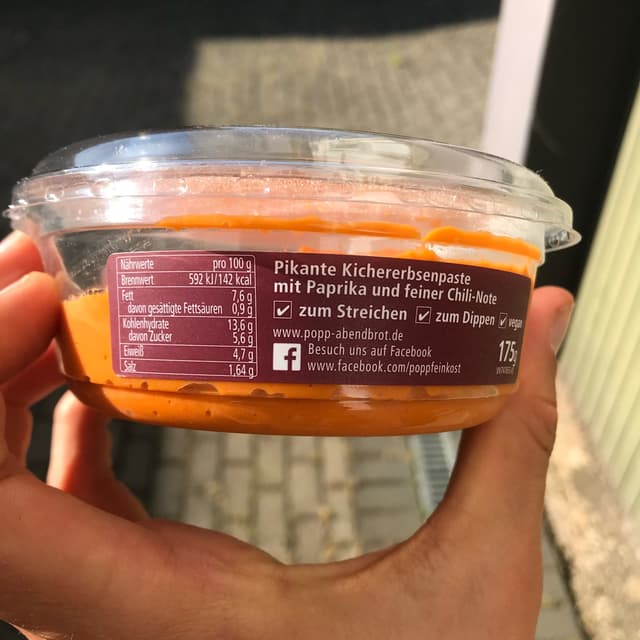 Nährwerte pro 100 g
Brennwert 592 kJ/142 kcal
Fett 7,6 g
davon gesättigte Fettsäuren 0,9 g
Kohlenhydrate 13,6 g
davon Zucker 5,6 g
Eiweiß 4,7 g
Salz 1,64 g
Pikante Kichererbsenpaste
mit Paprika und feiner Chili-Note
zum Streichen zum Dippen vegan
www.popp-abendbrot.de
Besuch uns auf Facebook
www.facebook.com/poppfeinkost
175g